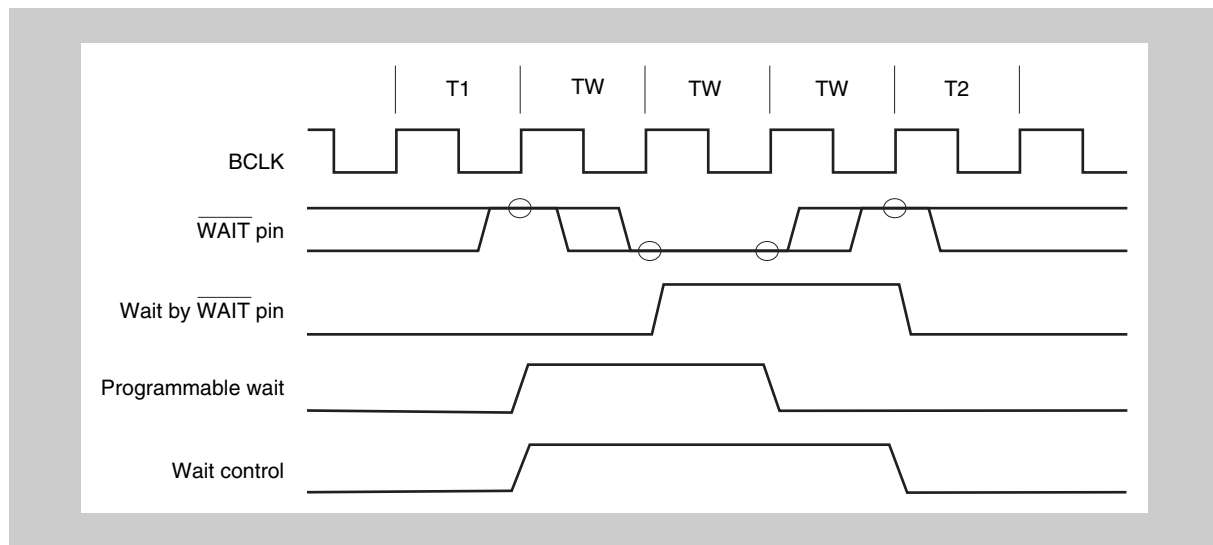 T1 TW TW TW T2
BCLK
WAIT pin
Wait by WAIT pin
Programmable wait
Wait control